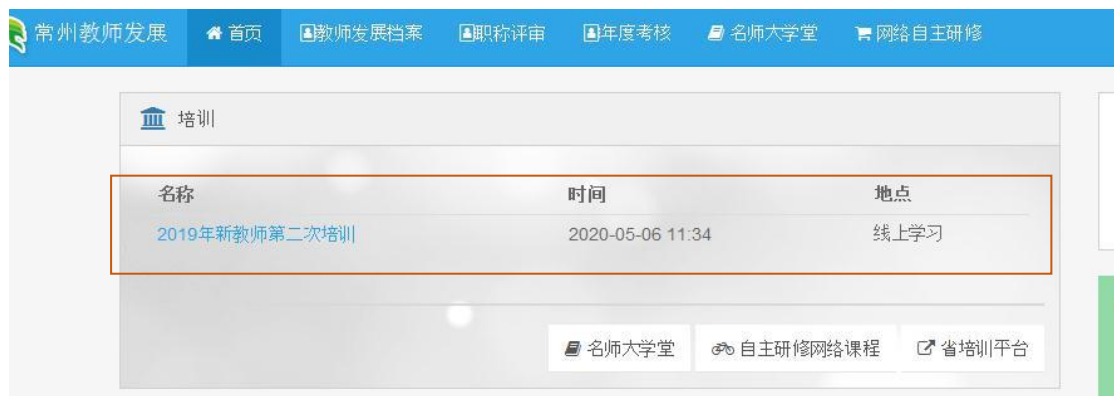 常州教师发展 首页 教师发展档案 职称评审 年度考核 名师大学堂 网络自主研修
培训
名称 时间 地点
2019年新教师第二次培训 2020-05-06 11:34 线上学习
名师大学堂 自主研修网络课程 省培训平台